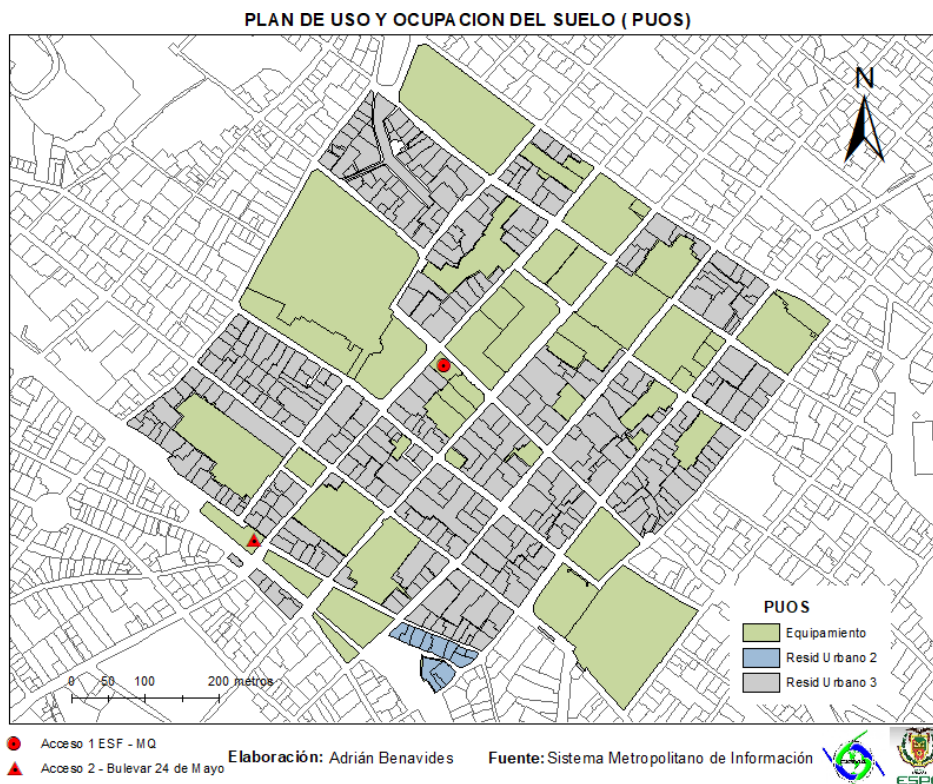 PLAN DE USO Y OCUPACION DEL SUELO ( PUOS)
N
PUOS
Equipamiento
Resid Urbano 2
Resid Urbano 3
0 50 100 200 metros
Acceso 1 ESF - MQ
Acceso 2 - Bulevar 24 de Mayo
Elaboración: Adrián Benavides
Fuente: Sistema Metropolitano de Información
ESPE